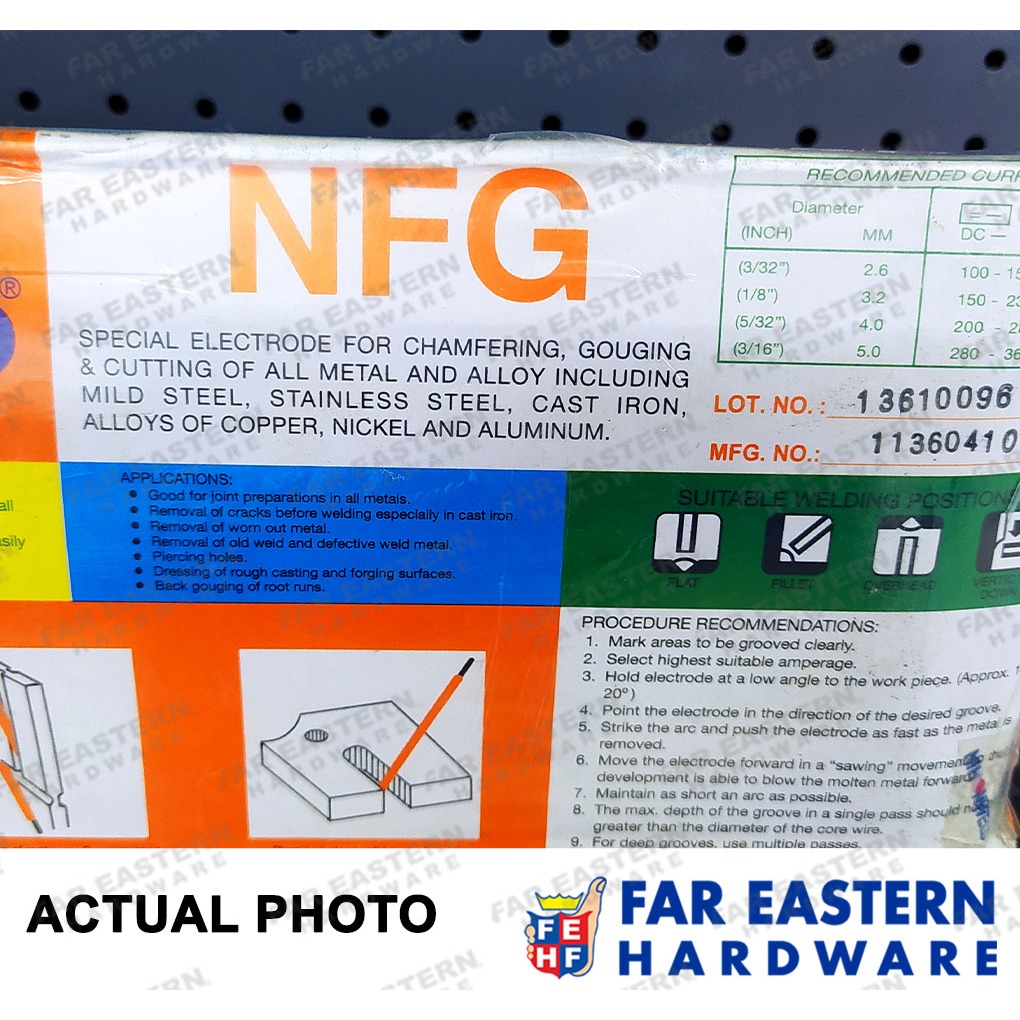 NFG
SPECIAL ELECTRODE FOR CHAMFERING, GOUGING
& CUTTING OF ALL METAL AND ALLOY INCLUDING
MILD STEEL, STAINLESS STEEL, CAST IRON,
ALLOYS OF COPPER, NICKEL AND ALUMINUM.
RECOMMENDED
Diameter
(INCH) MM DC —
(3/32") 2.6 100 -
(1/8") 3.2 150 -
(5/32") 4.0 200 -
(3/16") 5.0 280 -
LOT. NO.: 13610096
MFG. NO.: 11360410
®
APPLICATIONS:
• Good for joint preparations in all metals.
• Removal of cracks before welding especially in cast iron.
• Removal of worn out metal.
• Removal of old weld and defective weld metal.
• Piercing holes.
• Dressing of rough casting and forging surfaces.
• Back gouging of root runs.
SUITABLE WELDING POSITION
FLAT FILLET OVERHEAD
DOWN
PROCEDURE RECOMMENDATIONS:
1. Mark areas to be grooved clearly.
2. Select highest suitable amperage.
3. Hold electrode at a low angle to the work piece. (Approx.
20°)
4. Point the electrode in the direction of the desired groove.
5. Strike the arc and push the electrode as fast as the metal is
removed.
6. Move the electrode forward in a "sawing" movement
development is able to blow the molten metal forward
7. Maintain as short an arc as possible.
8. The max. depth of the groove in a single pass should
greater than the diameter of the core wire.
9. For deep grooves, use multiple passes.
ACTUAL PHOTO
FEHF
FAR EASTERN
HARDWARE